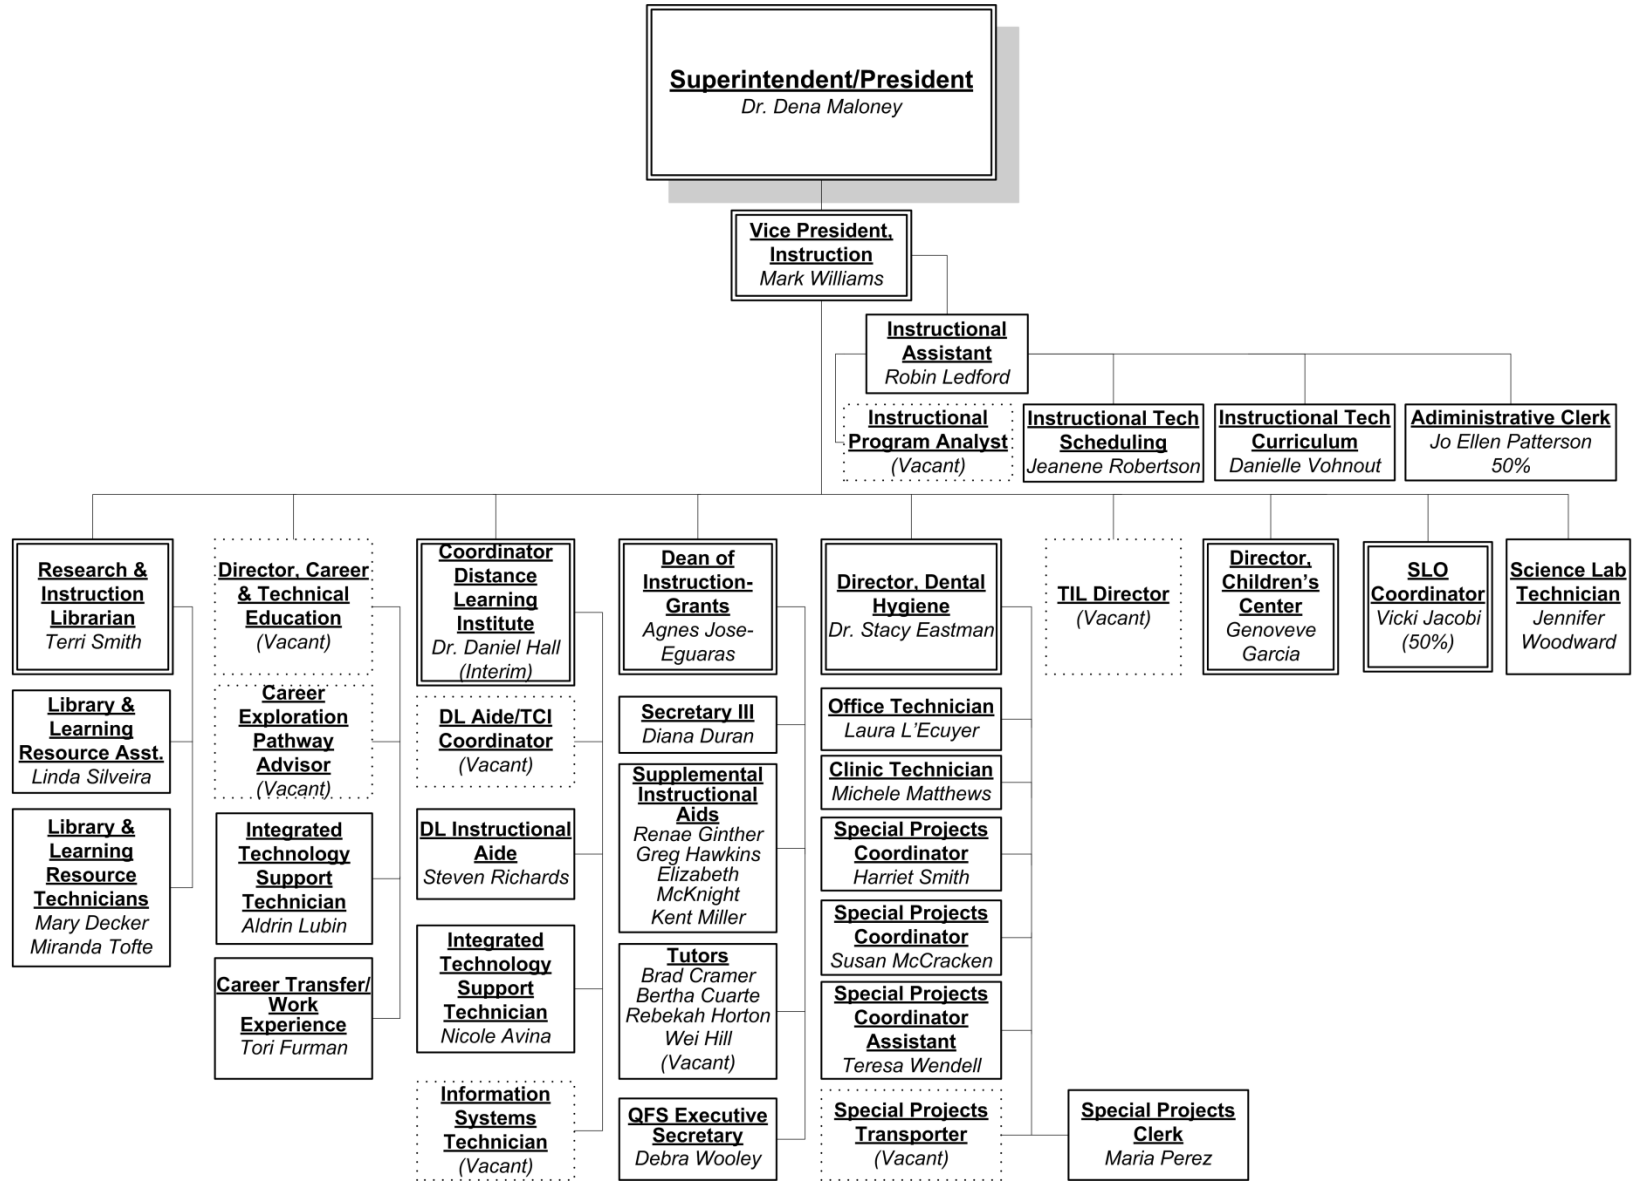 Superintendent/President
Dr. Dena Maloney
Vice President,
Instruction
Mark Williams
Instructional
Assistant
Robin Ledford
Instructional
Program Analyst
(Vacant)
Instructional Tech
Scheduling
Jeanene Robertson
Instructional Tech
Curriculum
Danielle Vohnout
Adiministrative Clerk
Jo Ellen Patterson
50%
Research &
Instruction
Librarian
Terri Smith
Library &
Learning
Resource Asst.
Linda Silveira
Library &
Learning
Resource
Technicians
Mary Decker
Miranda Tofte
Director, Career
& Technical
Education
(Vacant)
Career
Exploration
Pathway
Advisor
(Vacant)
Integrated
Technology
Support
Technician
Aldrin Lubin
Career Transfer/
Work
Experience
Tori Furman
Coordinator
Distance
Learning
Institute
Dr. Daniel Hall
(Interim)
DL Aide/TCI
Coordinator
(Vacant)
DL Instructional
Aide
Steven Richards
Integrated
Technology
Support
Technician
Nicole Avina
Information
Systems
Technician
(Vacant)
Dean of
Instruction-
Grants
Agnes Jose-
Eguaras
Secretary III
Diana Duran
Supplemental
Instructional
Aids
Renae Ginther
Greg Hawkins
Elizabeth
McKnight
Kent Miller
Tutors
Brad Cramer
Bertha Cuarte
Rebekah Horton
Wei Hill
(Vacant)
QFS Executive
Secretary
Debra Wooley
Director, Dental
Hygiene
Dr. Stacy Eastman
Office Technician
Laura L'Ecuyer
Clinic Technician
Michele Matthews
Special Projects
Coordinator
Harriet Smith
Special Projects
Coordinator
Susan McCracken
Special Projects
Coordinator
Assistant
Teresa Wendell
Special Projects
Transporter
(Vacant)
Special Projects
Clerk
Maria Perez
TIL Director
(Vacant)
Director,
Children's
Center
Genoveve
Garcia
SLO
Coordinator
Vicki Jacobi
(50%)
Science Lab
Technician
Jennifer
Woodward